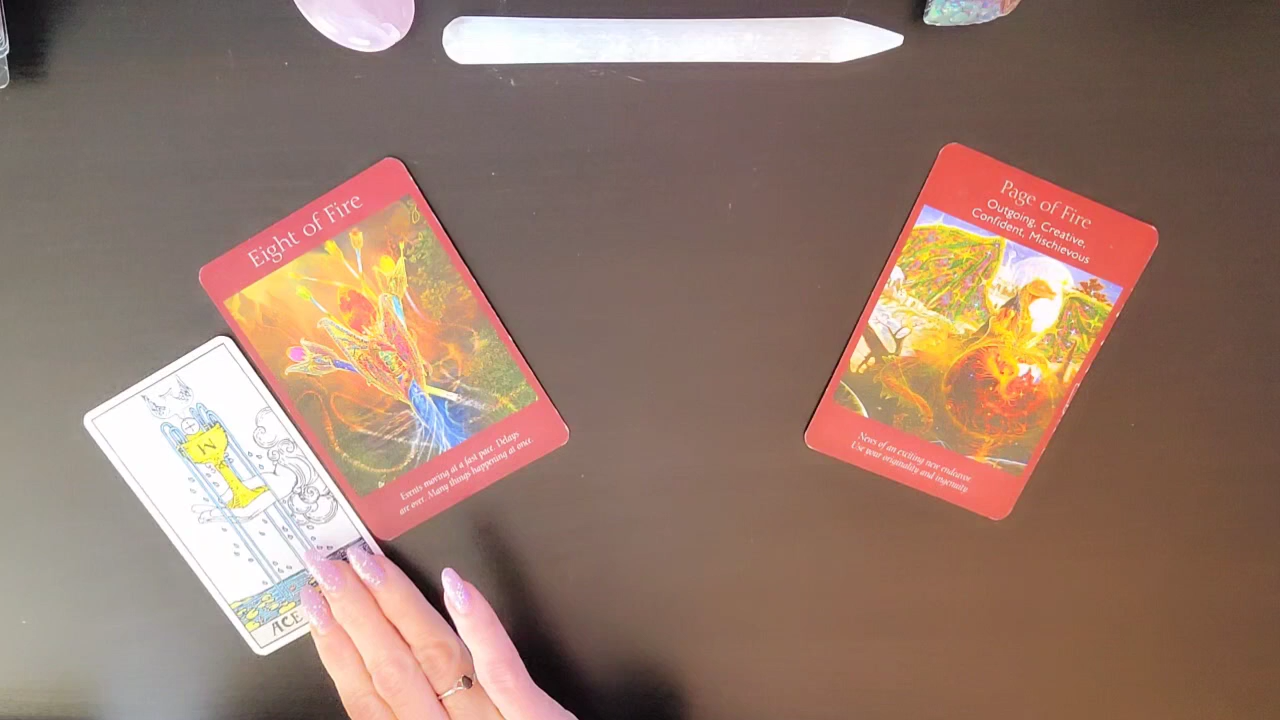 Eight of Fire
Events moving at a fast pace. Delays
are over. Many things happening at once.
ACE
Page of Fire
Outgoing, Creative,
Confident, Mischievous
News of an exciting new endeavor.
Use your originality and ingenuity.